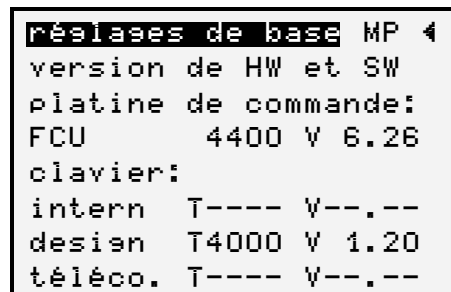 réglages de base MP
version de HW et SW
platine de commande:
FCU 4400 V 6.26
clavier:
intern T---- V--.--
design T4000 V 1.20
téléco. T---- V--.--